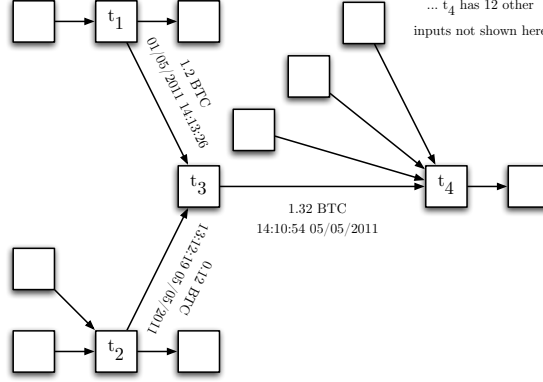 t1
... t4 has 12 other
inputs not shown here
1.2 BTC
01/05/2011 14:13:26
t3
t4
1.32 BTC
14:10:54 05/05/2011
13:12:19 05/05/2011
0.12 BTC
t2